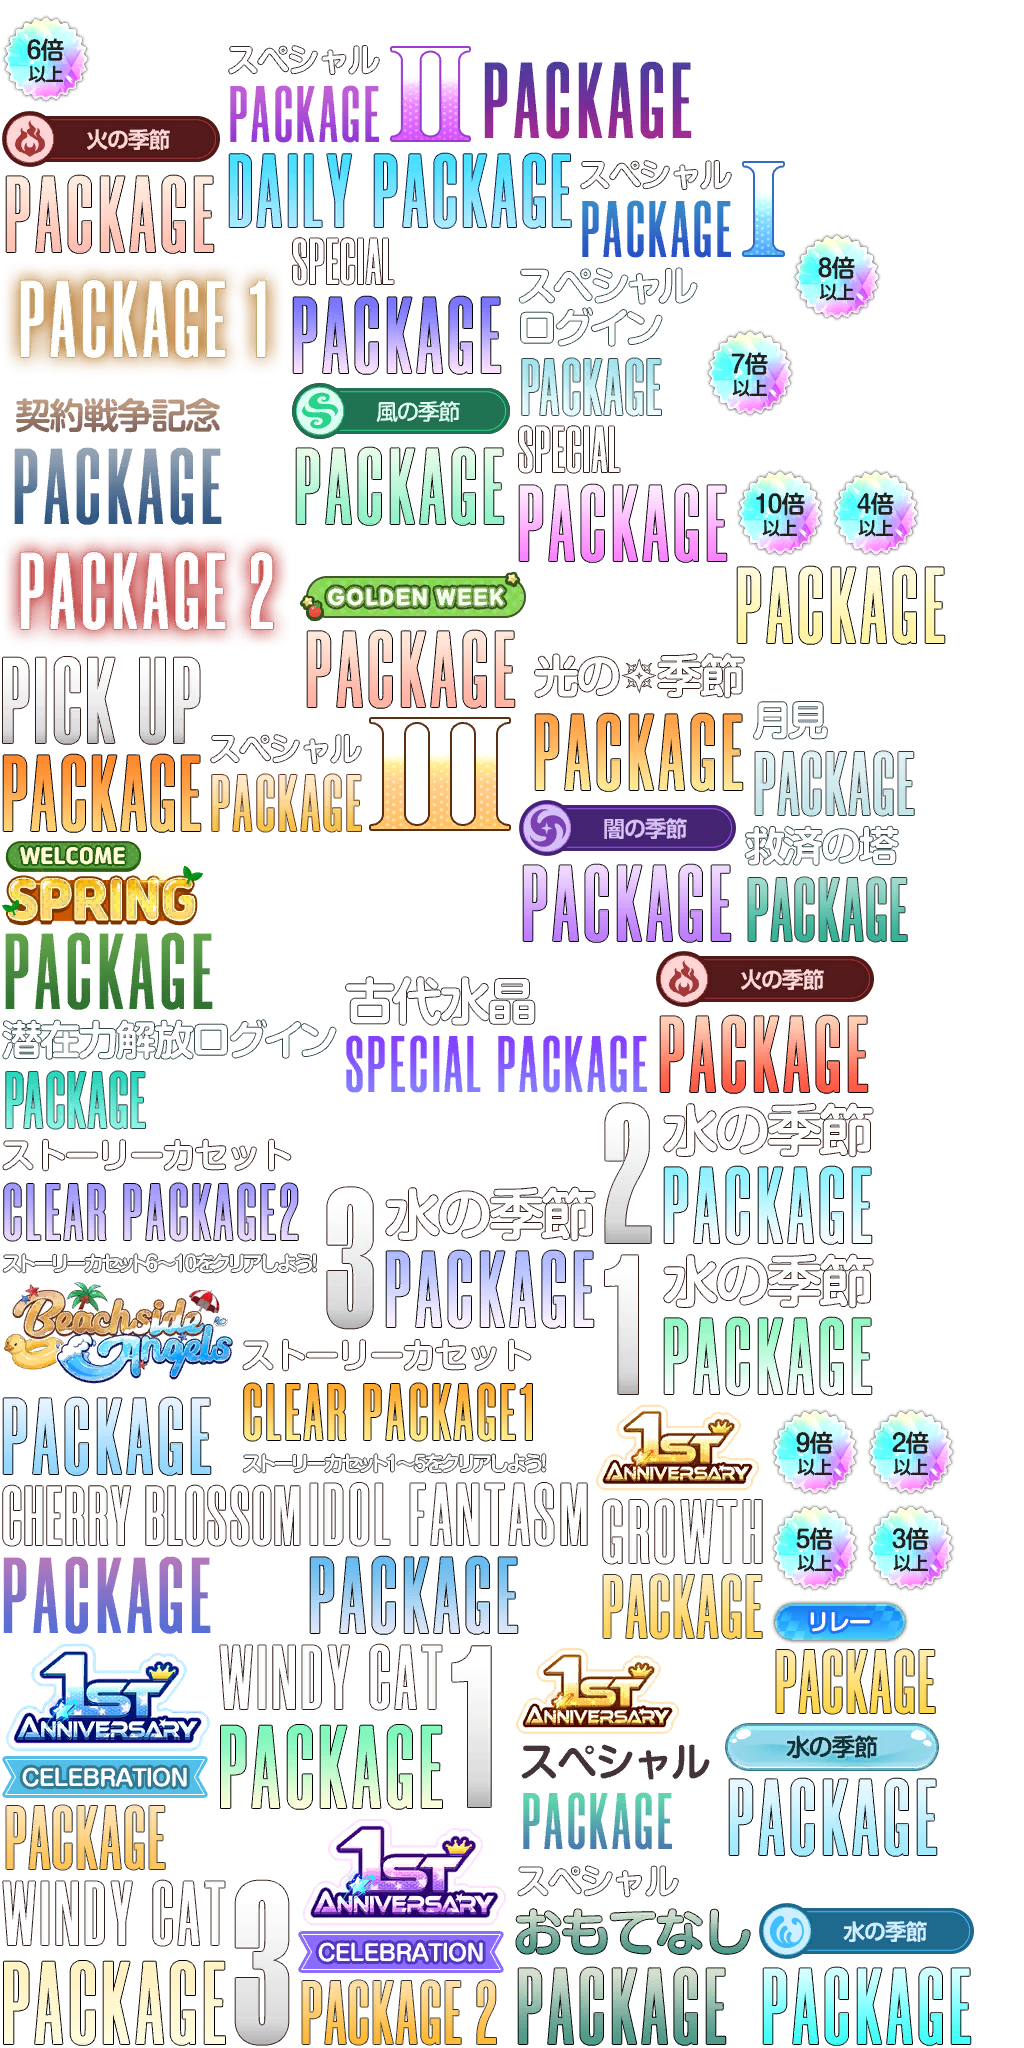 6倍
以上
スペシャル
PACKAGE
II
PACKAGE
火の季節
PACKAGE
DAILY PACKAGE
スペシャル
PACKAGE
I
SPECIAL
PACKAGE
8倍
以上
PACKAGE 1
スペシャル
ログイン
PACKAGE
7倍
以上
契約戦争記念
PACKAGE
風の季節
PACKAGE
SPECIAL
PACKAGE
10倍
以上
4倍
以上
PACKAGE 2
GOLDEN WEEK
PACKAGE
PACKAGE
PICK UP
PACKAGE
スペシャル
PACKAGE
III
光の季節
PACKAGE
月見
PACKAGE
闇の季節
PACKAGE
救済の塔
PACKAGE
WELCOME
SPRING
PACKAGE
古代水晶
SPECIAL PACKAGE
火の季節
PACKAGE
潜在力解放ログイン
PACKAGE
2
水の季節
PACKAGE
ストーリーカセット
CLEAR PACKAGE2
ストーリーカセット6～10をクリアしよう!
3
水の季節
PACKAGE
1
水の季節
PACKAGE
Beachside
Angels
PACKAGE
ストーリーカセット
CLEAR PACKAGE1
ストーリーカセット1～5をクリアしよう!
1ST
ANNIVERSARY
GROWTH
PACKAGE
9倍
以上
2倍
以上
CHERRY BLOSSOM
PACKAGE
IDOL FANTASM
PACKAGE
5倍
以上
3倍
以上
リレー
PACKAGE
1ST
ANNIVERSARY
CELEBRATION
PACKAGE
WINDY CAT
PACKAGE
1
1ST
ANNIVERSARY
スペシャル
PACKAGE
水の季節
PACKAGE
WINDY CAT
PACKAGE
3
1ST
ANNIVERSARY
CELEBRATION
PACKAGE 2
スペシャル
おもてなし
PACKAGE
水の季節
PACKAGE